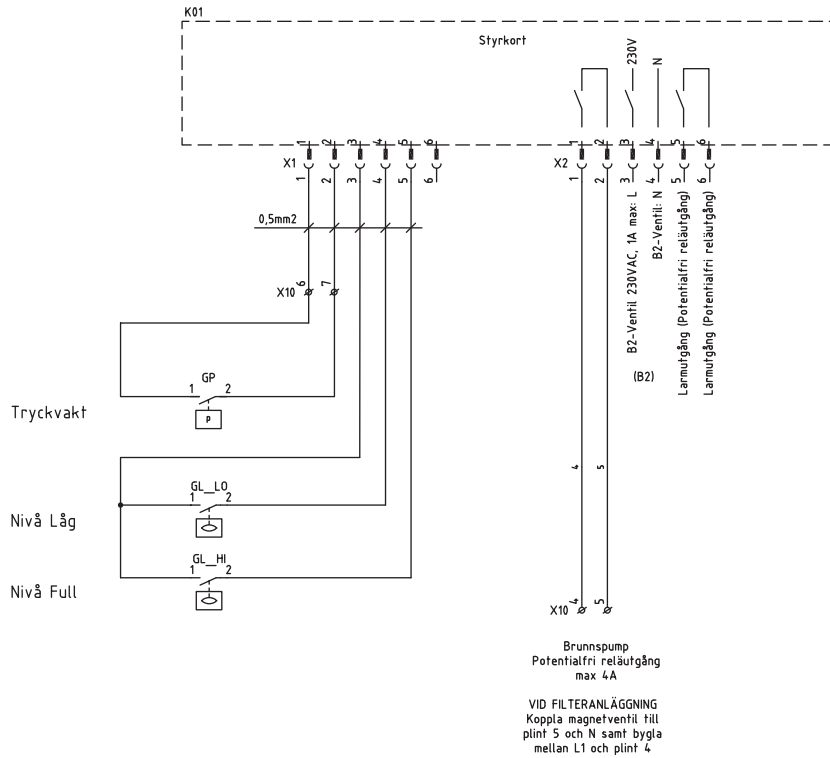 K01
Styrkort
230V
N
1 2 3 4 5 6
1 2 3 4 5 6
X1
1 2 3 4 5 6
X2
1 2 3 4 5 6
0,5mm2
X10 6 7
B2-Ventil 230VAC, 1A max: L
B2-Ventil: N
Larmutgång (Potentialfri reläutgång)
Larmutgång (Potentialfri reläutgång)
(B2)
GP
1 2
P
Tryckvakt
GL_LO
1 2
Nivå Låg
GL_HI
1 2
Nivå Full
4 5
X10 4 5
Brunnspump
Potentialfri reläutgång
max 4A
VID FILTERANLÄGGNING
Koppla magnetventil till
plint 5 och N samt bygla
mellan L1 och plint 4